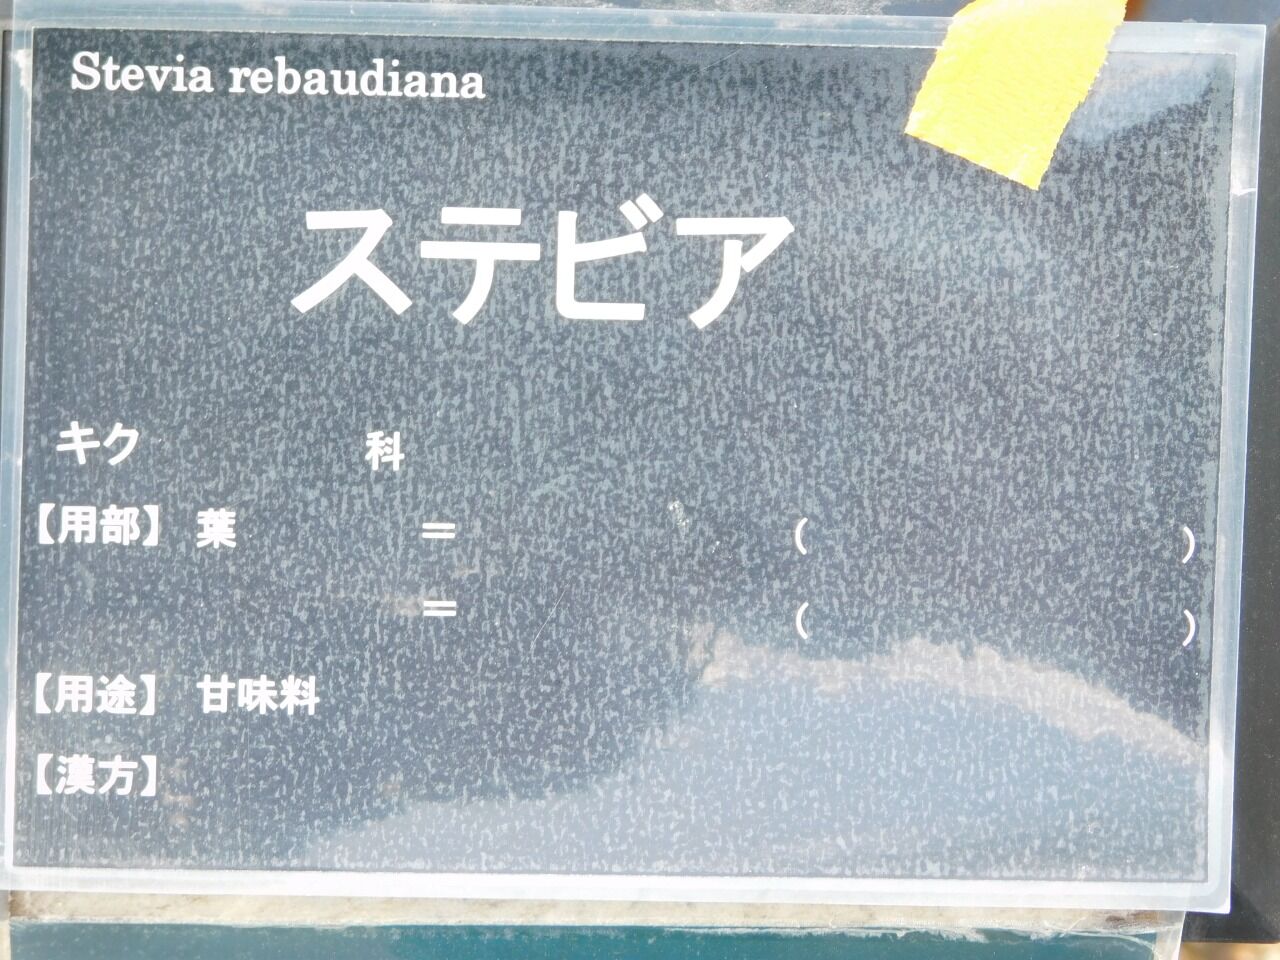 Stevia rebaudiana
ステビア
キク 科
【用部】 葉 = ( )
= ( )
【用途】 甘味料
【漢方】